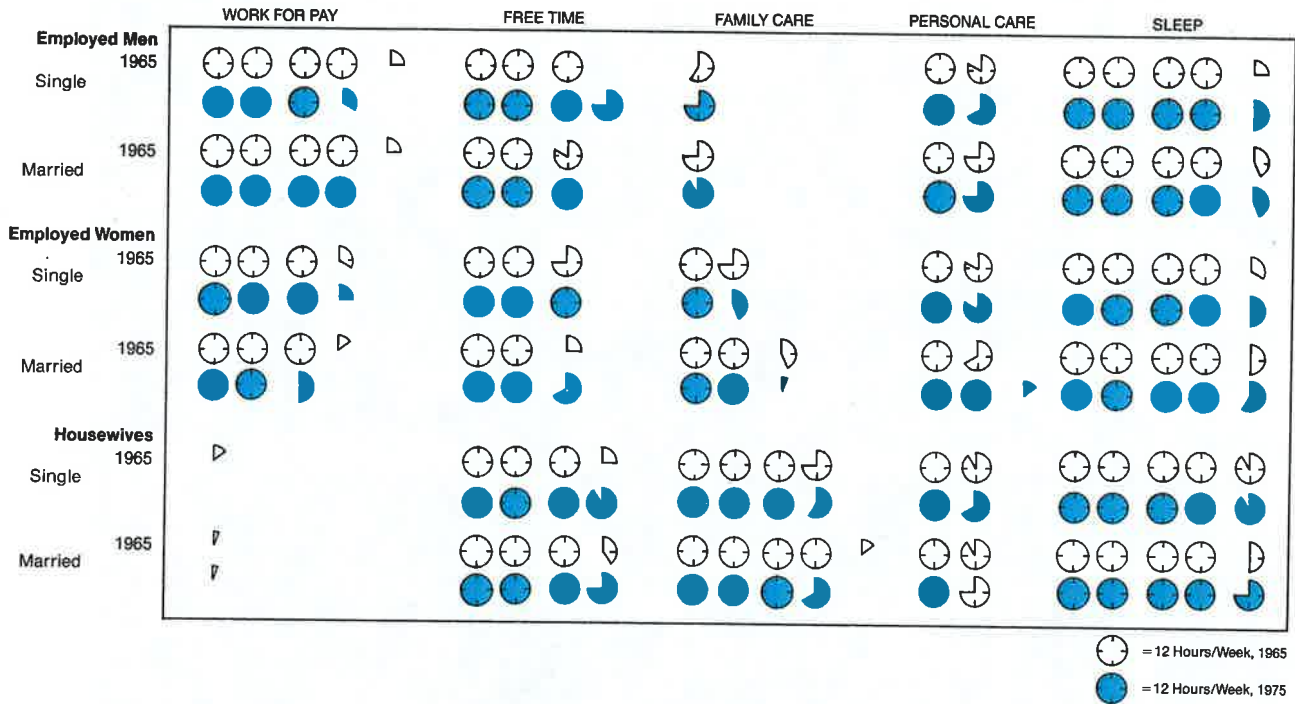 WORK FOR PAY FREE TIME FAMILY CARE PERSONAL CARE SLEEP
Employed Men
1965
Single
1965
Married
Employed Women
1965
Single
1965
Married
Housewives
1965
Single
1965
Married
= 12 Hours/Week, 1965
= 12 Hours/Week, 1975